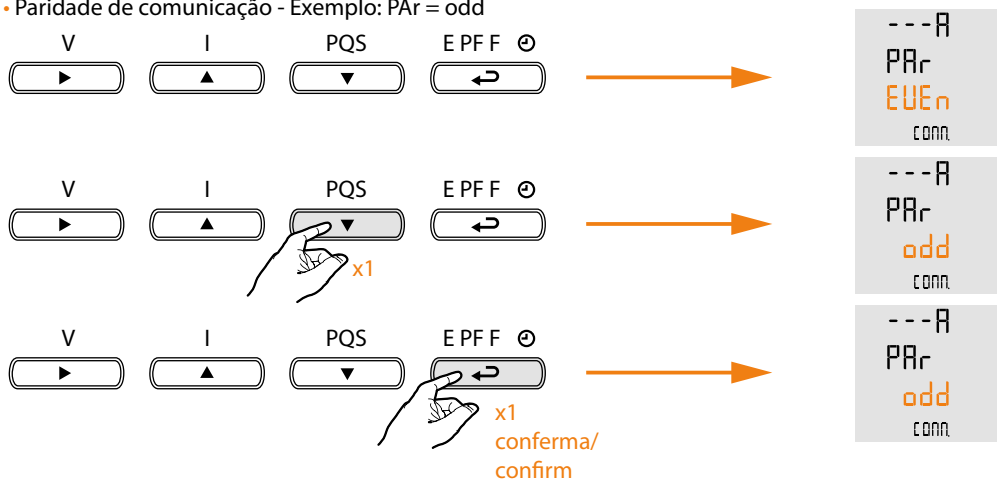 • Paridade de comunicação - Exemplo: PAr = odd
V I PQS E PF F
---A
PAr
EUEn
conn.
V I PQS E PF F
x1
---A
PAr
odd
conn.
V I PQS E PF F
x1
conferma/
confirm
---A
PAr
odd
conn.